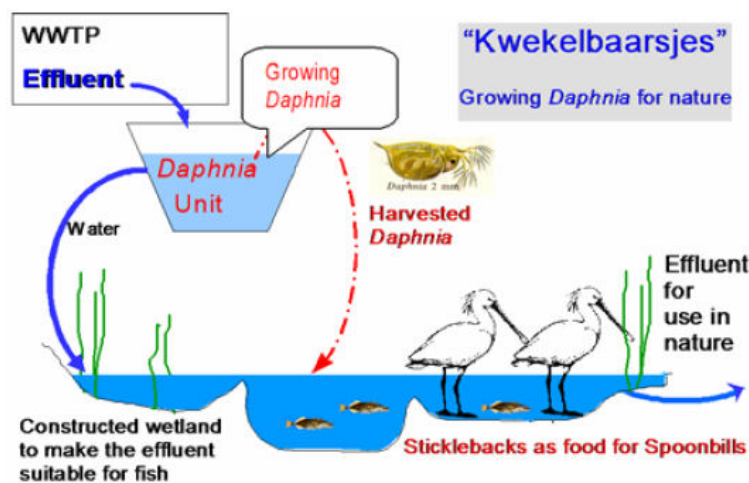 WWTP
Effluent
"Kwekelbaarsjes"
Growing Daphnia for nature
Growing
Daphnia
Daphnia
Unit
Daphnia 2 mm.
Harvested
Daphnia
Water
Effluent
for
use in
nature
Constructed wetland
to make the effluent
suitable for fish
Sticklebacks as food for Spoonbills